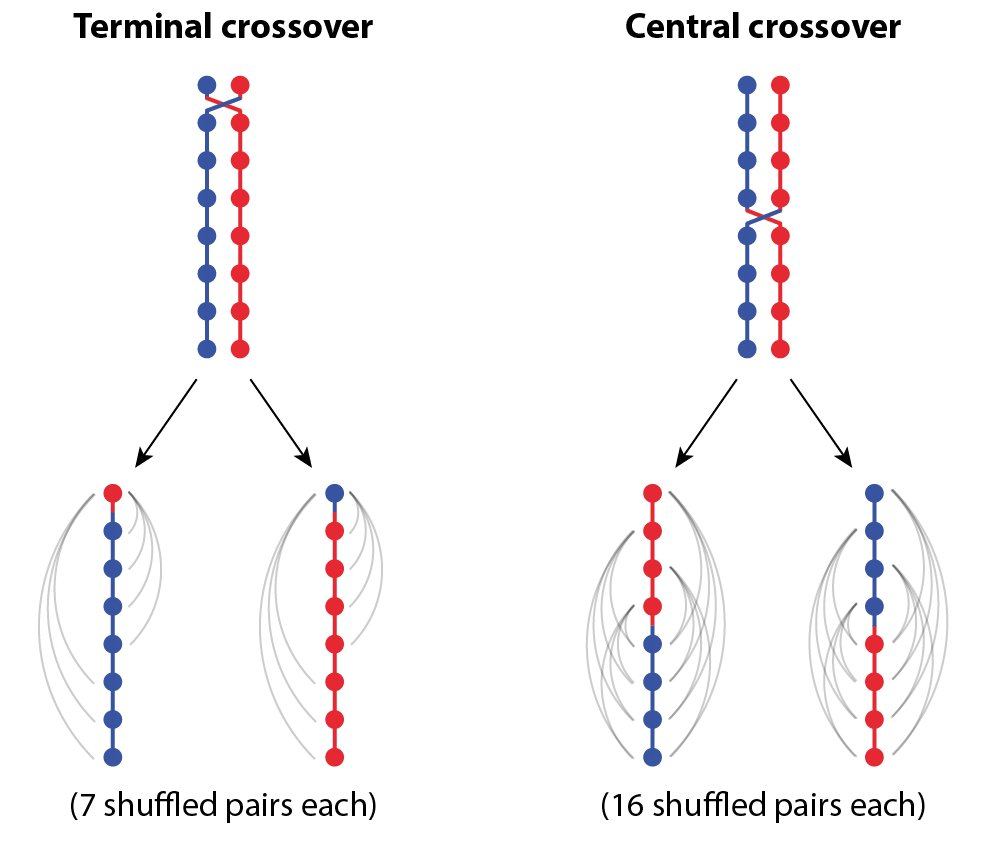 Terminal crossover
Central crossover
(7 shuffled pairs each)
(16 shuffled pairs each)